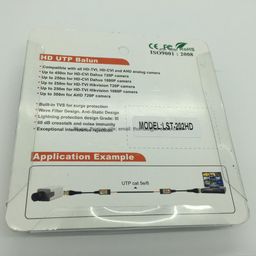 CE FC RoHS
ISO9001 : 2008
HD UTP Balun
Compatible with all HD-TVI, HD-CVI and AHD analog camera
Up to 400m for HD-CVI Dahua 720P camera
Up to 250m for HD-CVI Dahua 1080P camera
Up to 250m for HD-TVI Hikvision 720P camera
Up to 200m for HD-TVI Hikvision 1080P camera
Up to 300m for AHD 720P camera
Built-in TVS for surge protection
Wave Filter Design, Anti-Static Design
Lightning protection design Grade: III
60 dB crosstalk and noise immunity
Exceptional interference rejection
MODEL:LST-202HD
Application Example
UTP cat 5e/6